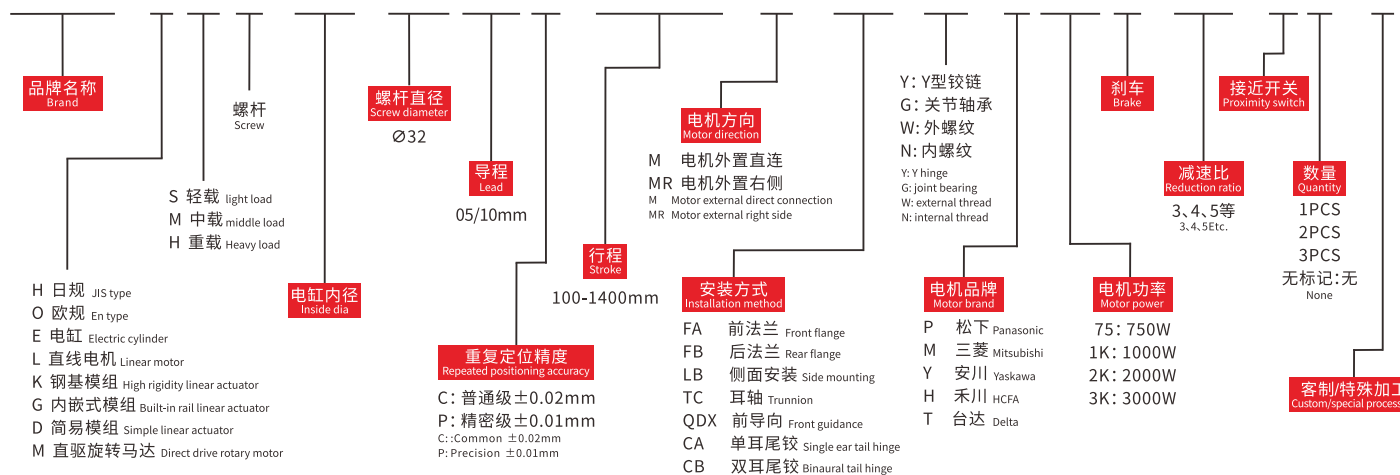 品牌名称
Brand
H 日规 JIS type
O 欧规 En type
E 电缸 Electric cylinder
L 直线电机 Linear motor
K 钢基模组 High rigidity linear actuator
G 内嵌式模组 Built-in rail linear actuator
D 简易模组 Simple linear actuator
M 直驱旋转马达 Direct drive rotary motor
S 轻载 light load
M 中载 middle load
H 重载 Heavy load
螺杆
Screw
电缸内径
Inside dia
螺杆直径
Screw diameter
Ø32
导程
Lead
05/10mm
重复定位精度
Repeated positioning accuracy
C: 普通级±0.02mm
P: 精密级±0.01mm
C::Common ±0.02mm
P: Precision ±0.01mm
行程
Stroke
100-1400mm
电机方向
Motor direction
M 电机外置直连
MR 电机外置右侧
M Motor external direct connection
MR Motor external right side
安装方式
Installation method
FA 前法兰 Front flange
FB 后法兰 Rear flange
LB 侧面安装 Side mounting
TC 耳轴 Trunnion
QDX 前导向 Front guidance
CA 单耳尾铰 Single ear tail hinge
CB 双耳尾铰 Binaural tail hinge
Y: Y型铰链
G: 关节轴承
W: 外螺纹
N: 内螺纹
Y: Y hinge
G: joint bearing
W: external thread
N: internal thread
电机品牌
Motor brand
P 松下 Panasonic
M 三菱 Mitsubishi
Y 安川 Yaskawa
H 禾川 HCFA
T 台达 Delta
电机功率
Motor power
75: 750W
1K: 1000W
2K: 2000W
3K: 3000W
刹车
Brake
减速比
Reduction ratio
3、4、5等
3、4、5Etc.
接近开关
Proximity switch
数量
Quantity
1PCS
2PCS
3PCS
无标记:无
None
客制/特殊加工
Custom/special process